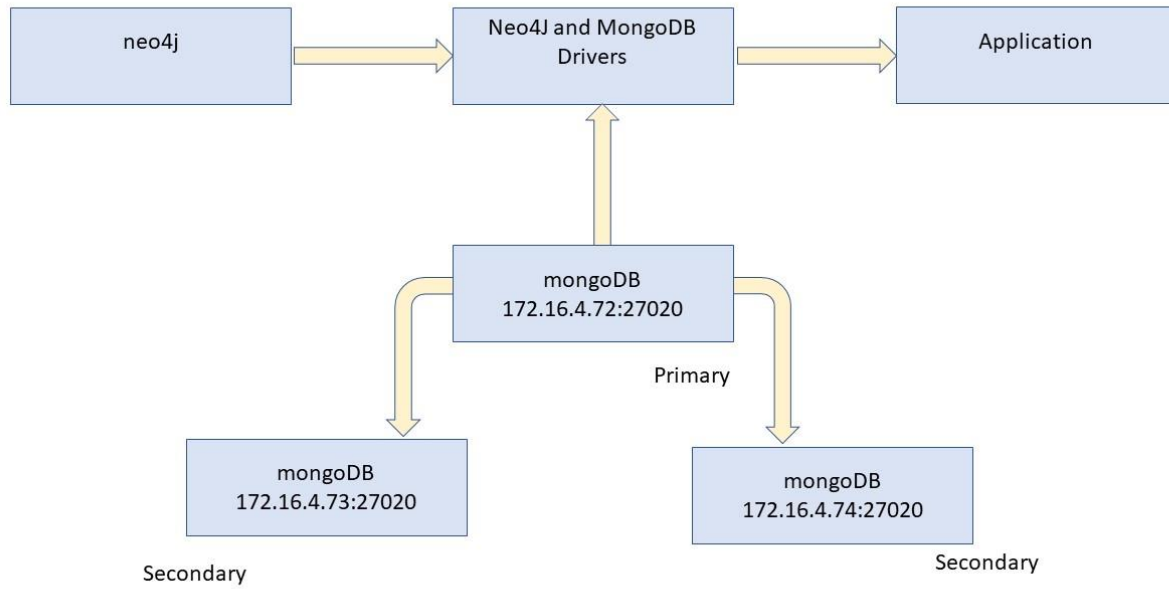 neo4j
Neo4J and MongoDB
Drivers
Application
mongoDB
172.16.4.72:27020
Primary
mongoDB
172.16.4.73:27020
Secondary
mongoDB
172.16.4.74:27020
Secondary